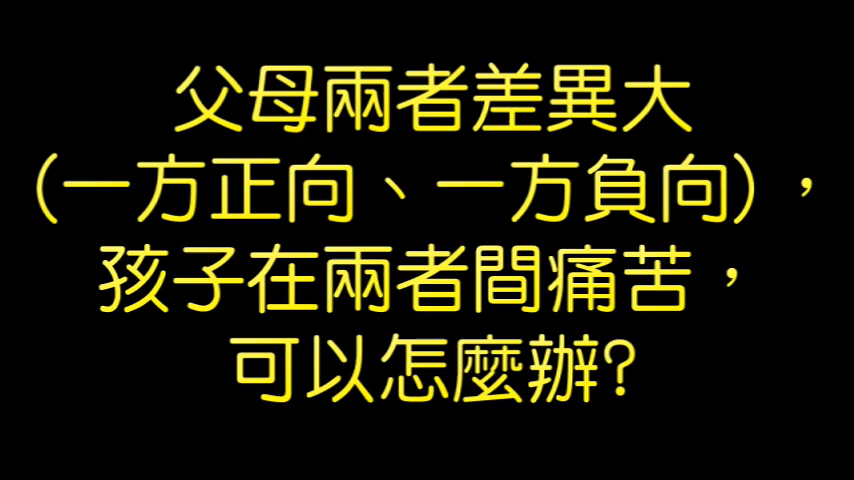 父母兩者差異大
(一方正向、一方負向)，
孩子在兩者間痛苦，
可以怎麼辦?